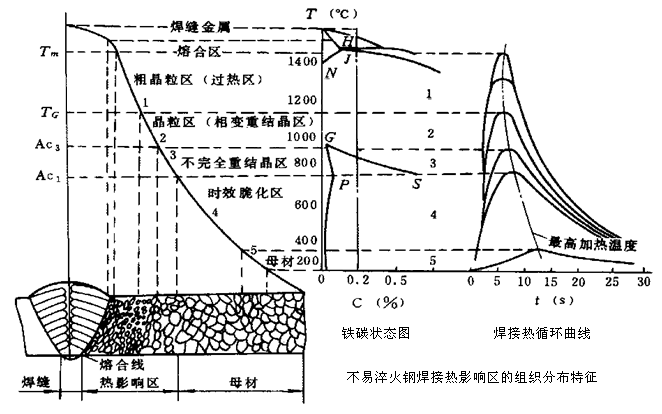 焊缝金属
T (℃)
熔合区
H
Tm
J
1400
粗晶粒区（过热区）
N
1
1200
TG
1
晶粒区（相变重结晶区）
2
2
1000
G
Ac3
3
不完全重结晶区
800
3
Ac1
P
S
时效脆化区
4
600
4
400
最高加热温度
5
母材
200
5
0
0.2
0.5
0
5
10
15
20
25
30
C (%)
t (s)
熔合线
铁碳状态图
焊接热循环曲线
焊缝
热影响区
母材
不易淬火钢焊接热影响区的组织分布特征